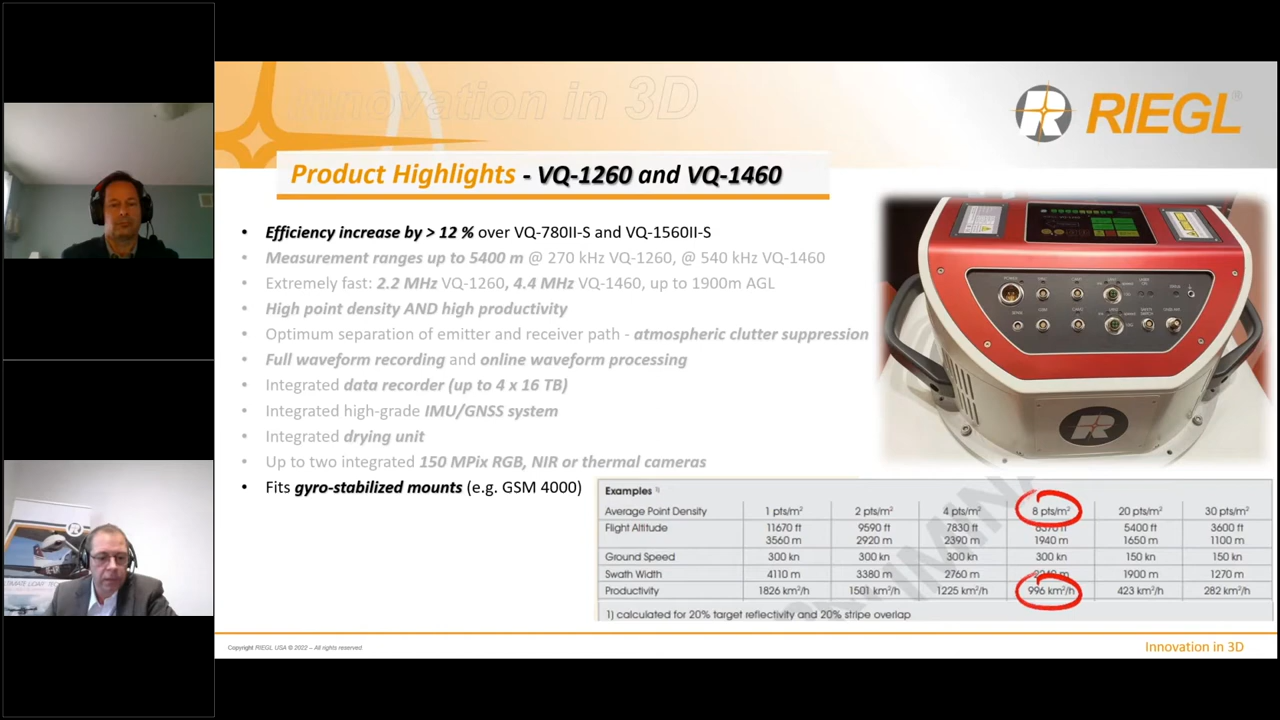 Innovation in 3D
RIEGL®
Product Highlights - VQ-1260 and VQ-1460
• Efficiency increase by > 12 % over VQ-780II-S and VQ-1560II-S
• Measurement ranges up to 5400 m @ 270 kHz VQ-1260, @ 540 kHz VQ-1460
• Extremely fast: 2.2 MHz VQ-1260, 4.4 MHz VQ-1460, up to 1900m AGL
• High point density AND high productivity
• Optimum separation of emitter and receiver path - atmospheric clutter suppression
• Full waveform recording and online waveform processing
• Integrated data recorder (up to 4 x 16 TB)
• Integrated high-grade IMU/GNSS system
• Integrated drying unit
• Up to two integrated 150 MPix RGB, NIR or thermal cameras
• Fits gyro-stabilized mounts (e.g. GSM 4000)
Examples 1)
Average Point Density 1 pts/m² 2 pts/m² 4 pts/m² 8 pts/m² 20 pts/m² 30 pts/m²
Flight Altitude 11670 ft 9590 ft 7830 ft 5400 ft 3600 ft
3560 m 2920 m 2390 m 1940 m 1650 m 1100 m
Ground Speed 300 kn 300 kn 300 kn 300 kn 150 kn 150 kn
Swath Width 4110 m 3380 m 2760 m 1900 m 1270 m
Productivity 1826 km²/h 1501 km²/h 1225 km²/h 996 km²/h 423 km²/h 282 km²/h
1) calculated for 20% target reflectivity and 20% stripe overlap
Copyright RIEGL USA © 2022 – All rights reserved.
Innovation in 3D